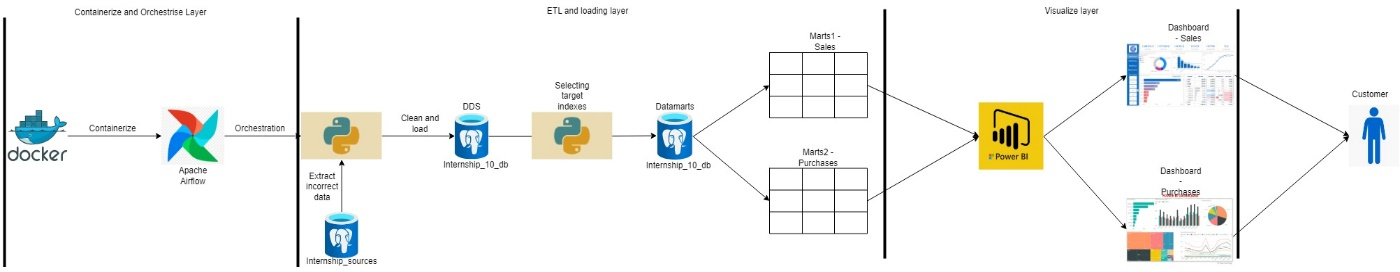 Containerize and Orchestrise Layer
ETL and loading layer
Visualize layer
docker
Containerize
Apache
Airflow
Orchestration
Extract
incorrect
data
Internship_sources
Clean and
load
DDS
Internship_10_db
Selecting
target
indexes
Datamarts
Internship_10_db
Marts1 -
Sales
Marts2 -
Purchases
Power BI
Dashboard
- Sales
Dashboard
-
Purchases
Customer